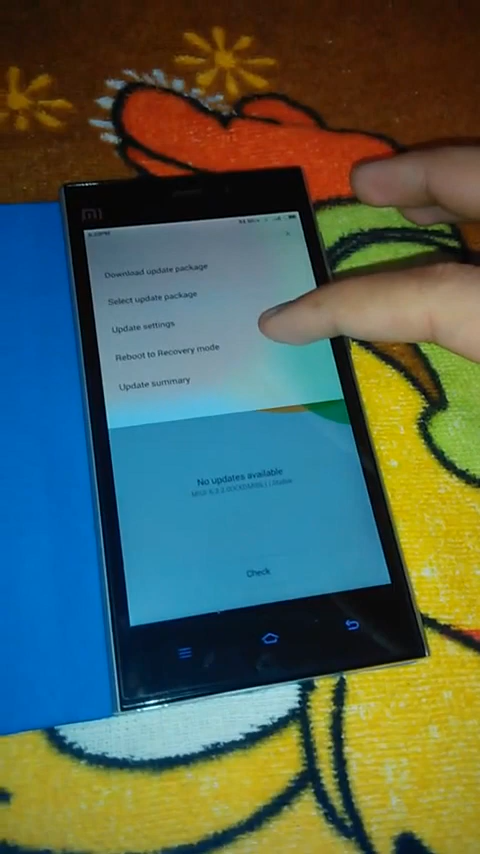 MI
Download update package
Select update package
Update settings
Reboot to Recovery mode
Update summary
No updates available
Check